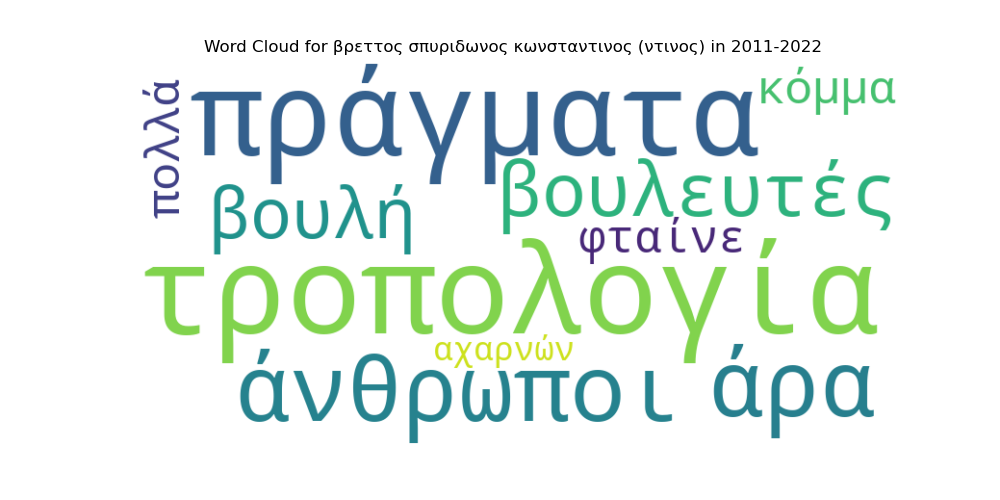 Word Cloud for βρεττος σπυριδωνος κωνσταντινος (ντινος) in 2011-2022
πολλά
πράγματα
κόμμα
βουλή
βουλευτές
φταίνε
τροπολογία
αχαρνών
άνθρωποι
άρα